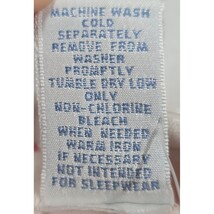 MACHINE WASH
COLD
SEPARATELY
REMOVE FROM
WASHER
PROMPTLY
TUMBLE DRY LOW
ONLY
NON-CHLORINE
BLEACH
WHEN NEEDED
WARM IRON
IF NECESSARY
NOT INTENDED
FOR SLEEPWEAR